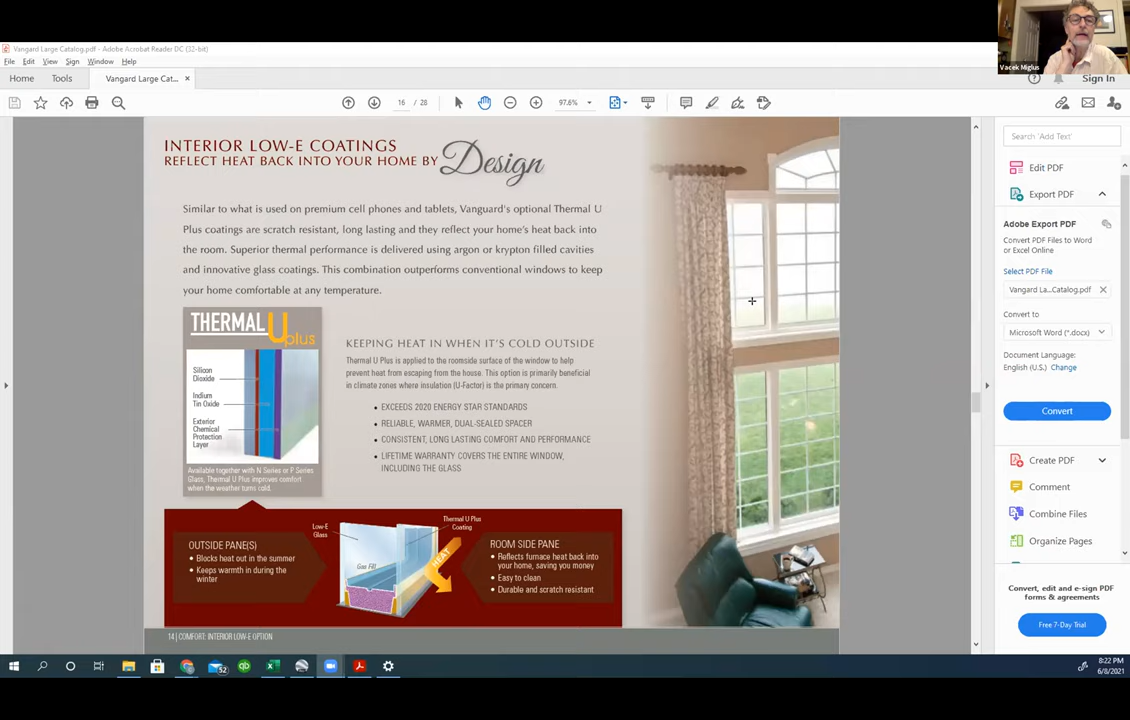 Vangard Large Catalog.pdf - Adobe Acrobat Reader DC (32-bit)
File Edit View Sign Window Help
Home Tools Vangard Large Cat... × Sign In
16 / 28 97.6%
Vacek Miglus
INTERIOR LOW-E COATINGS
REFLECT HEAT BACK INTO YOUR HOME BY Design
Similar to what is used on premium cell phones and tablets, Vanguard's optional Thermal U
Plus coatings are scratch resistant, long lasting and they reflect your home's heat back into
the room. Superior thermal performance is delivered using argon or krypton filled cavities
and innovative glass coatings. This combination outperforms conventional windows to keep
your home comfortable at any temperature.
THERMAL U plus
Silicon
Dioxide
Indium
Tin Oxide
Exterior
Chemical
Protection
Layer
Available together with N Series or P Series
Glass, Thermal U Plus improves comfort
when the weather turns cold.
KEEPING HEAT IN WHEN IT'S COLD OUTSIDE
Thermal U Plus is applied to the roomside surface of the window to help
prevent heat from escaping from the house. This option is primarily beneficial
in climate zones where insulation (U-Factor) is the primary concern.
• EXCEEDS 2020 ENERGY STAR STANDARDS
• RELIABLE, WARMER, DUAL-SEALED SPACER
• CONSISTENT, LONG LASTING COMFORT AND PERFORMANCE
• LIFETIME WARRANTY COVERS THE ENTIRE WINDOW,
INCLUDING THE GLASS
OUTSIDE PANE(S)
• Blocks heat out in the summer
• Keeps warmth in during the
winter
Low-E
Glass
Thermal U Plus
Coating
Gas Fill
HEAT
ROOM SIDE PANE
• Reflects furnace heat back into
your home, saving you money
• Easy to clean
• Durable and scratch resistant
14 | COMFORT: INTERIOR LOW-E OPTION
Search 'Add Text'
Edit PDF
Export PDF
Adobe Export PDF
Convert PDF Files to Word
or Excel Online
Select PDF File
Vangard La...Catalog.pdf ×
Convert to
Microsoft Word (*.docx)
Document Language:
English (U.S.) Change
Convert
Create PDF
Comment
Combine Files
Organize Pages
Convert, edit and e-sign PDF
forms & agreements
Free 7-Day Trial
52
8:22 PM
6/8/2021